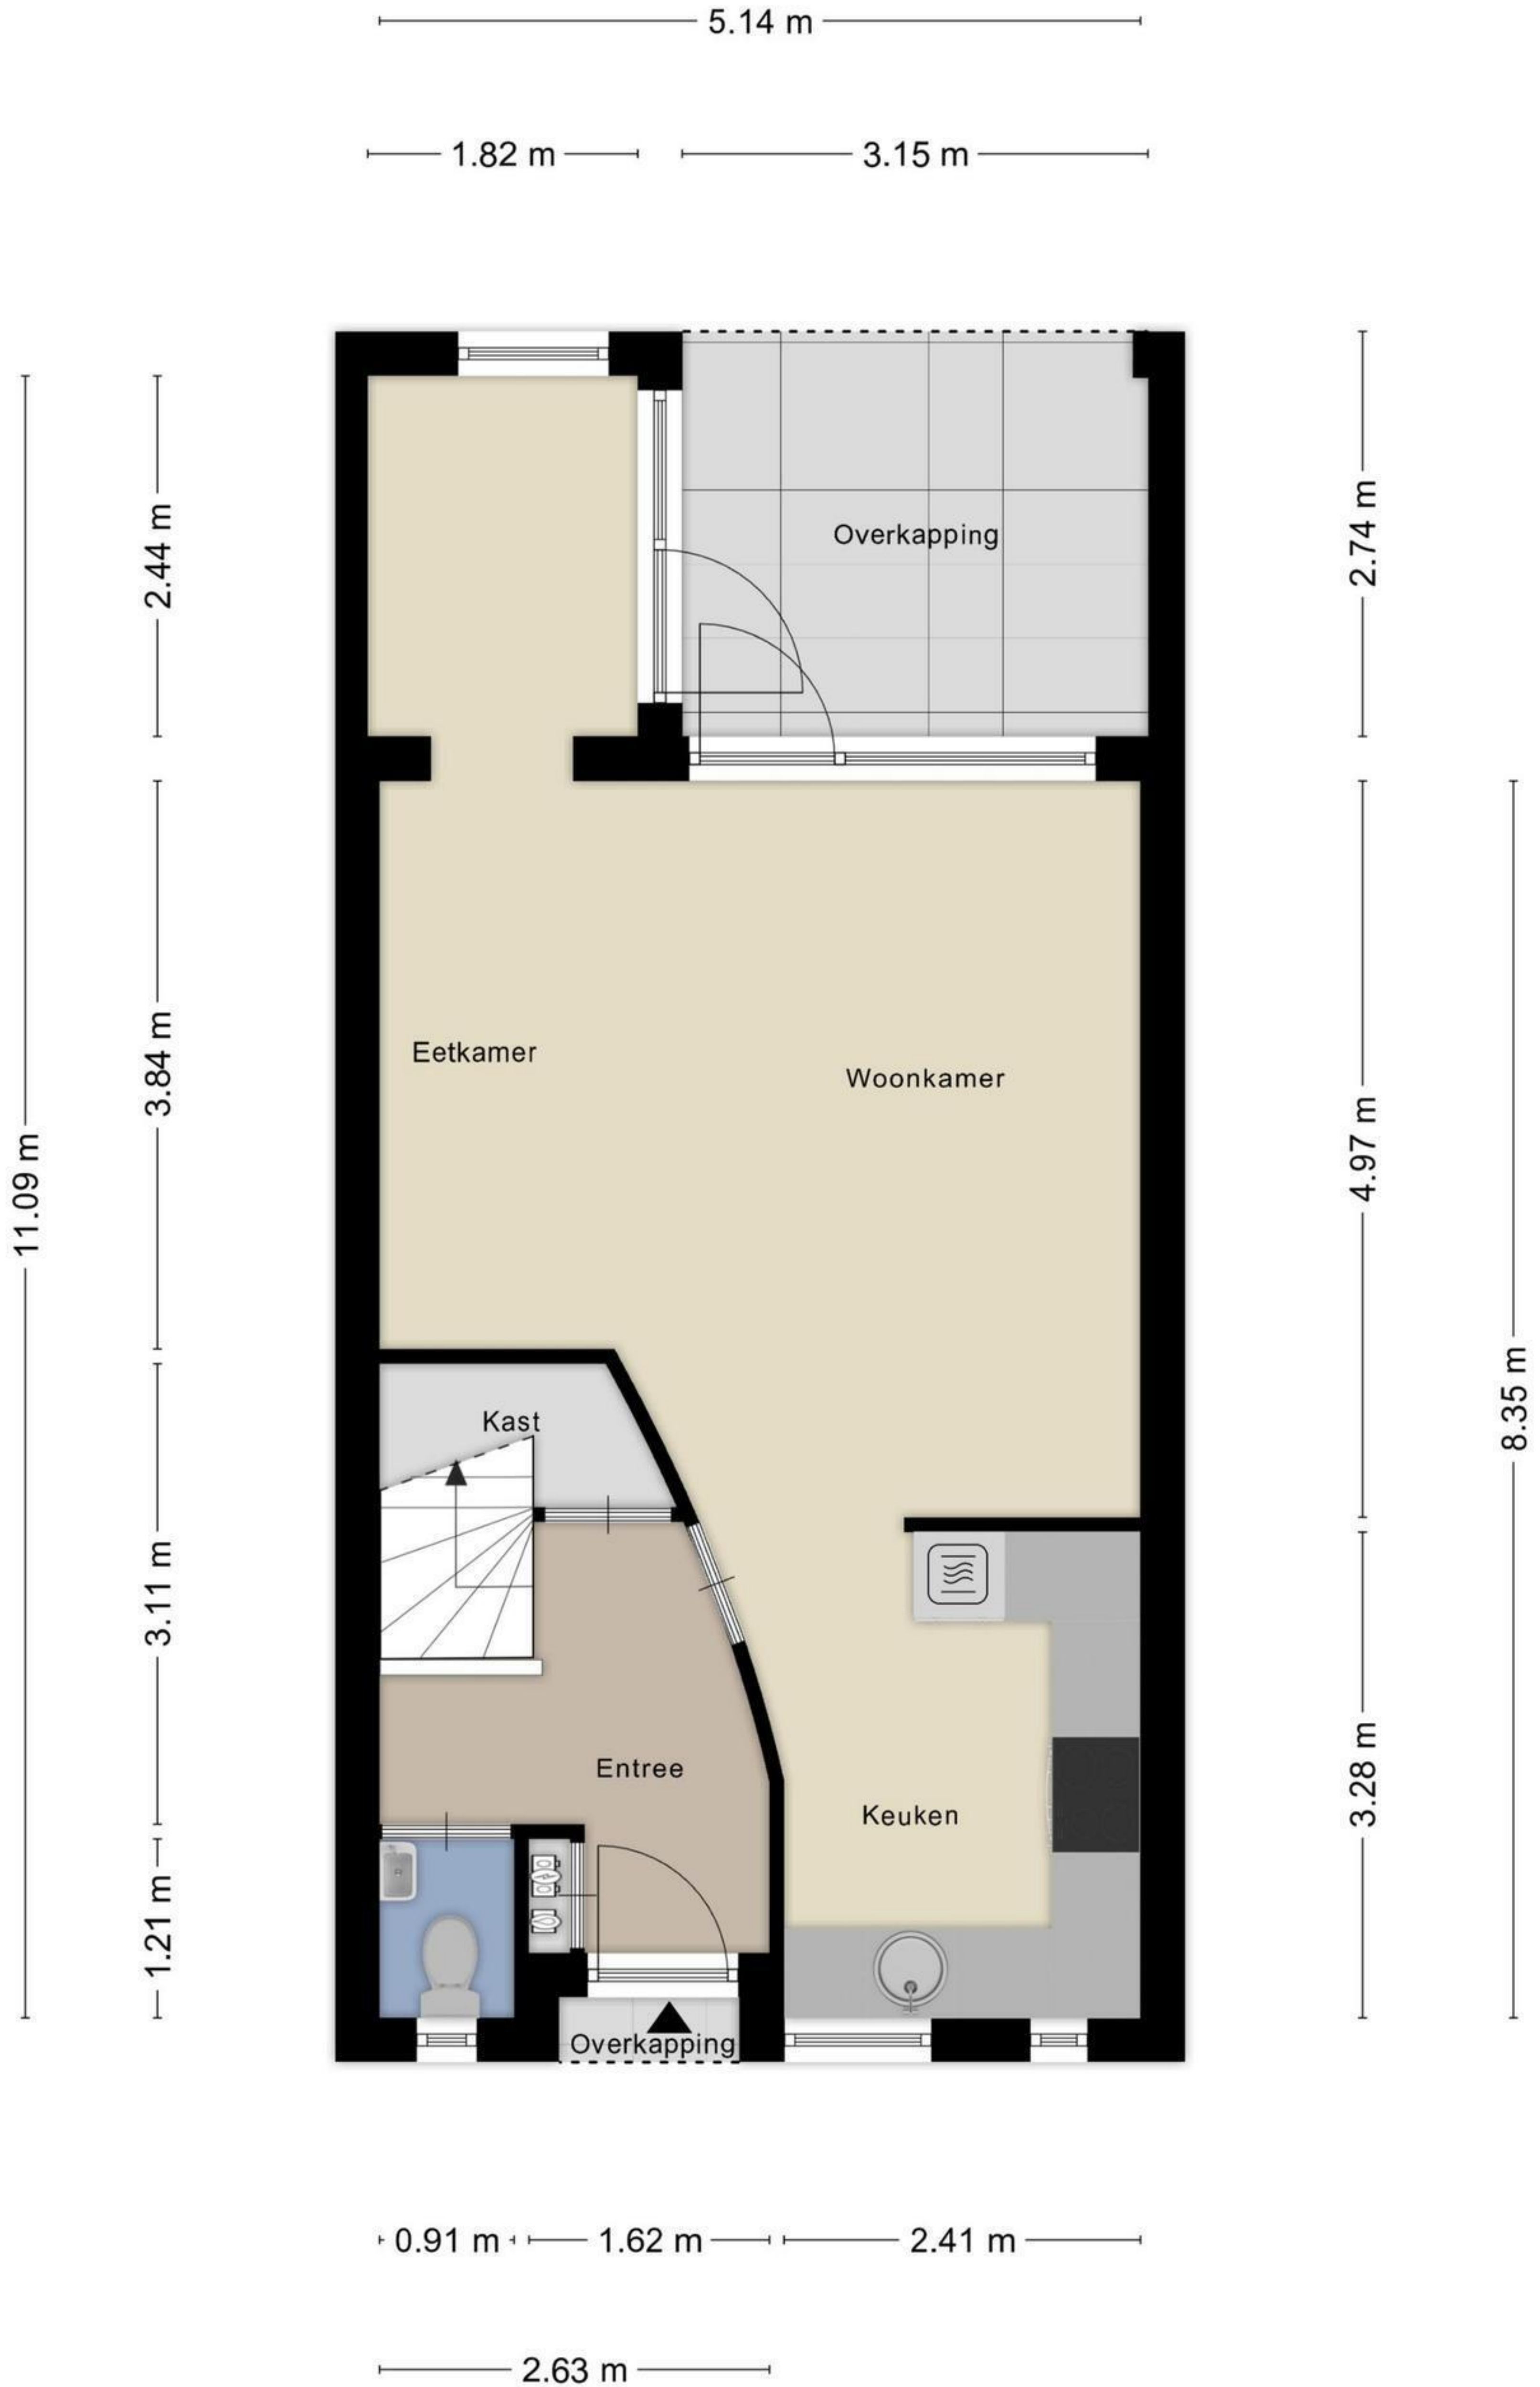 5.14 m
1.82 m
3.15 m
2.44 m
2.74 m
Overkapping
3.84 m
11.09 m
Eetkamer
Woonkamer
4.97 m
8.35 m
Kast
3.11 m
Entree
Keuken
3.28 m
1.21 m
Overkapping
0.91 m
1.62 m
2.41 m
2.63 m